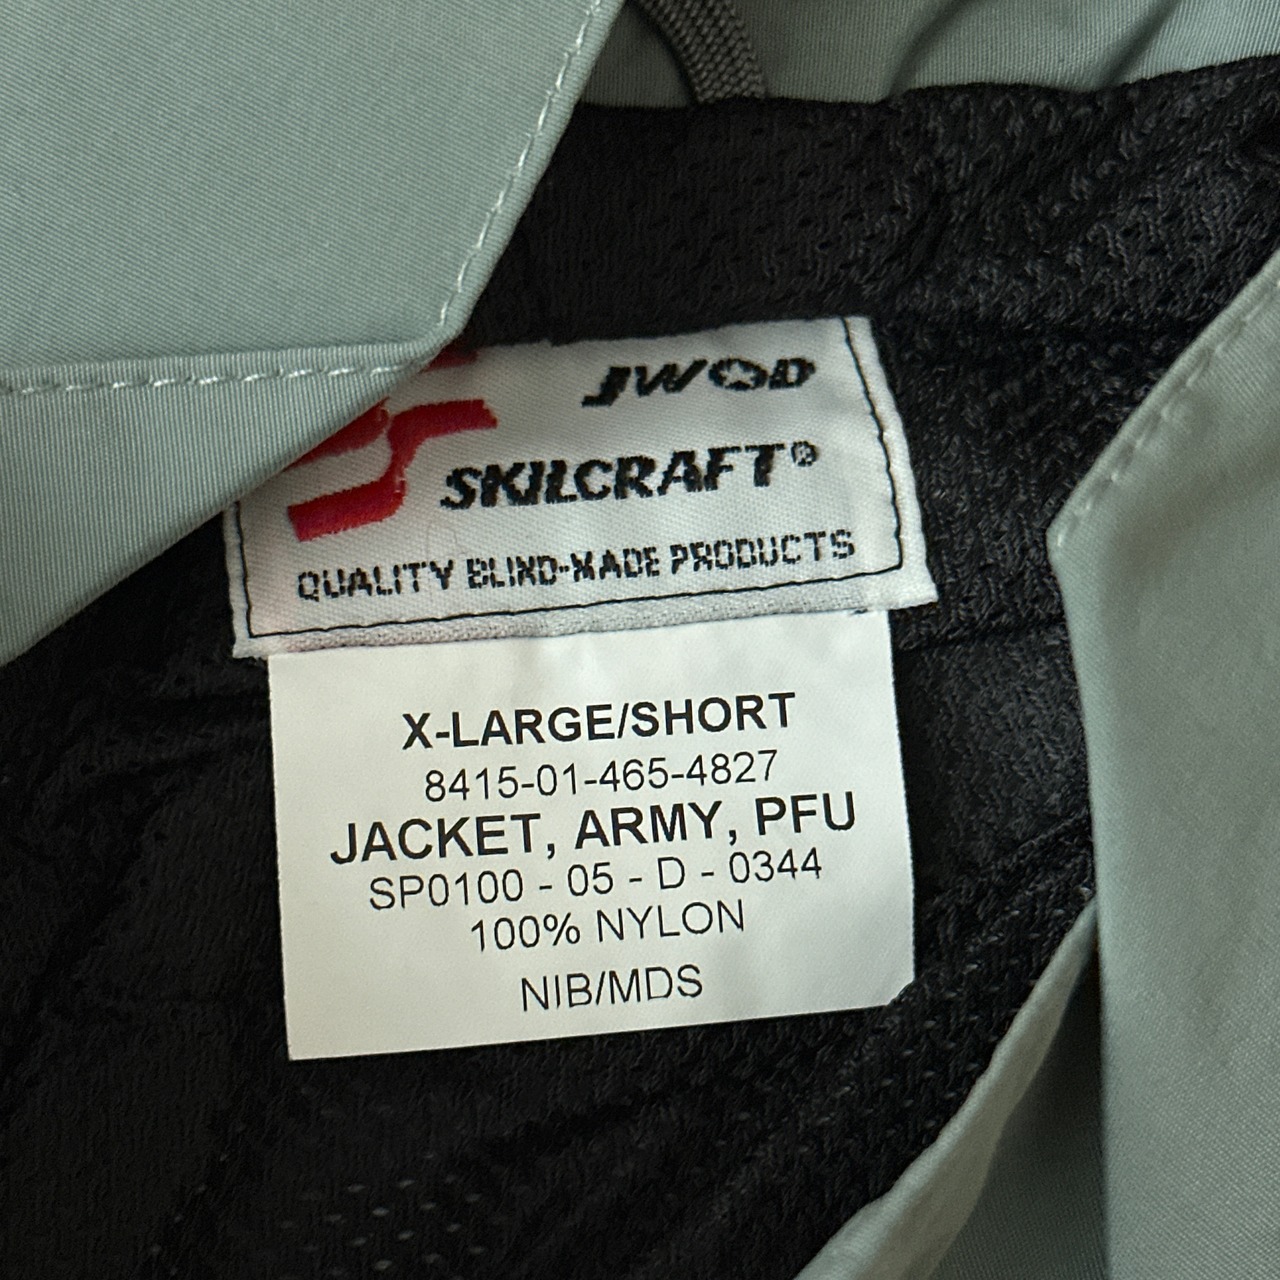 JWOD
SKILCRAFT®
QUALITY BLIND-MADE PRODUCTS
X-LARGE/SHORT
8415-01-465-4827
JACKET, ARMY, PFU
SP0100 - 05 - D - 0344
100% NYLON
NIB/MDS